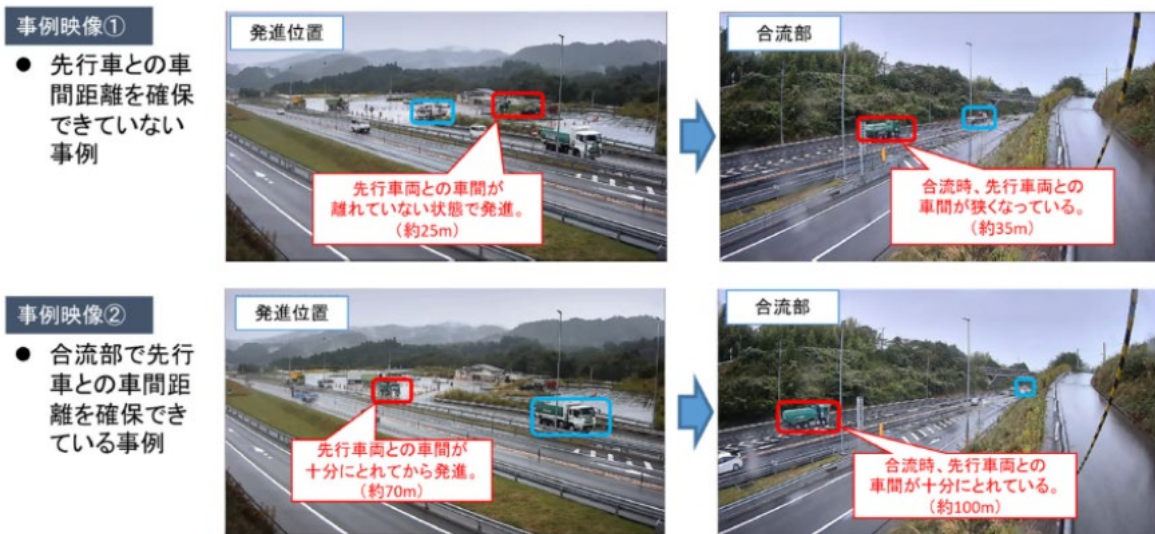 事例映像①
● 先行車との車
間距離を確保
できていない
事例
発進位置
先行車両との車間が
離れていない状態で発進。
(約25m)
合流部
合流時、先行車両との
車間が狭くなっている。
(約35m)
事例映像②
● 合流部で先行
車との車間距
離を確保でき
ている事例
発進位置
先行車両との車間が
十分にとれてから発進。
(約70m)
合流部
合流時、先行車両との
車間が十分にとれている。
(約100m)